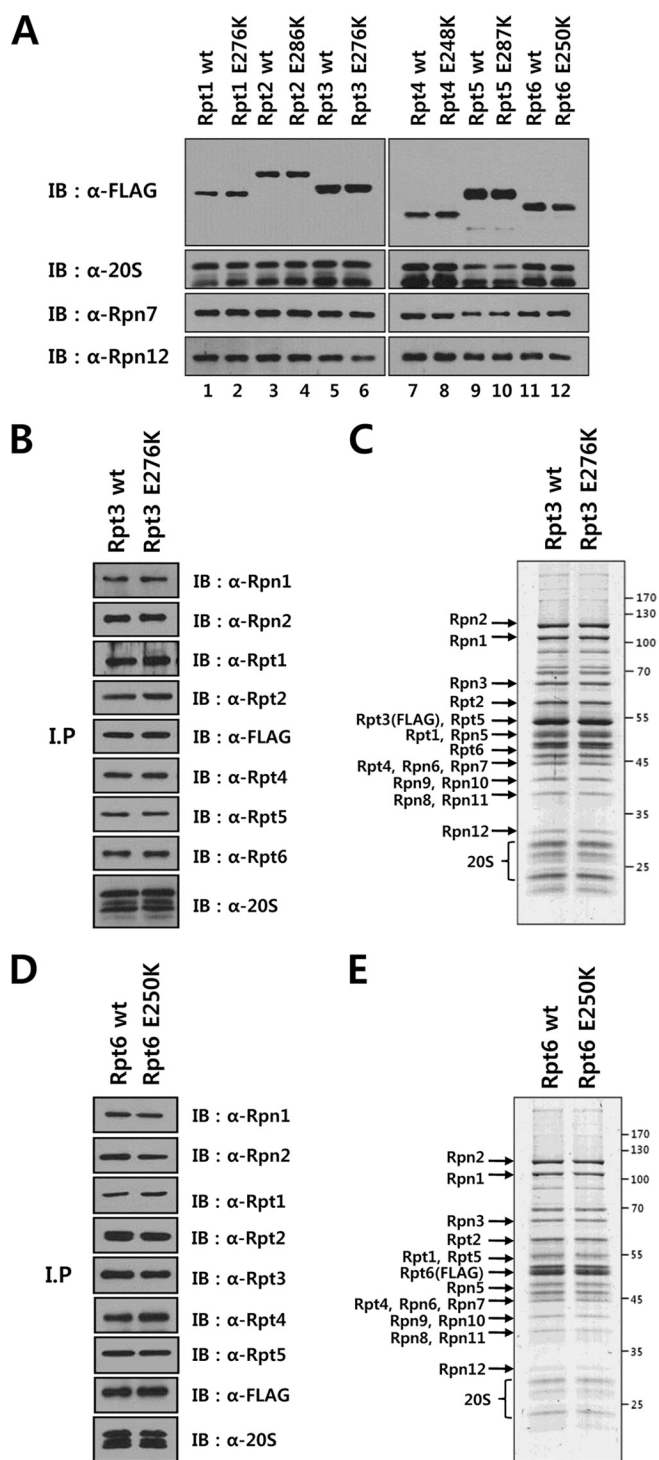 A
Rpt1 wt
Rpt1 E276K
Rpt2 wt
Rpt2 E286K
Rpt3 wt
Rpt3 E276K
Rpt4 wt
Rpt4 E248K
Rpt5 wt
Rpt5 E287K
Rpt6 wt
Rpt6 E250K
IB : α-FLAG
IB : α-20S
IB : α-Rpn7
IB : α-Rpn12
1 2 3 4 5 6 7 8 9 10 11 12
B
Rpt3 wt
Rpt3 E276K
I.P
IB : α-Rpn1
IB : α-Rpn2
IB : α-Rpt1
IB : α-Rpt2
IB : α-FLAG
IB : α-Rpt4
IB : α-Rpt5
IB : α-Rpt6
IB : α-20S
C
Rpt3 wt
Rpt3 E276K
Rpn2
Rpn1
Rpn3
Rpt2
Rpt3(FLAG), Rpt5
Rpt1, Rpn5
Rpt6
Rpt4, Rpn6, Rpn7
Rpn9, Rpn10
Rpn8, Rpn11
Rpn12
20S
170
130
100
70
55
45
35
25
D
Rpt6 wt
Rpt6 E250K
I.P
IB : α-Rpn1
IB : α-Rpn2
IB : α-Rpt1
IB : α-Rpt2
IB : α-Rpt3
IB : α-Rpt4
IB : α-Rpt5
IB : α-FLAG
IB : α-20S
E
Rpt6 wt
Rpt6 E250K
Rpn2
Rpn1
Rpn3
Rpt2
Rpt1, Rpt5
Rpt6(FLAG)
Rpn5
Rpt4, Rpn6, Rpn7
Rpn9, Rpn10
Rpn8, Rpn11
Rpn12
20S
170
130
100
70
55
45
35
25